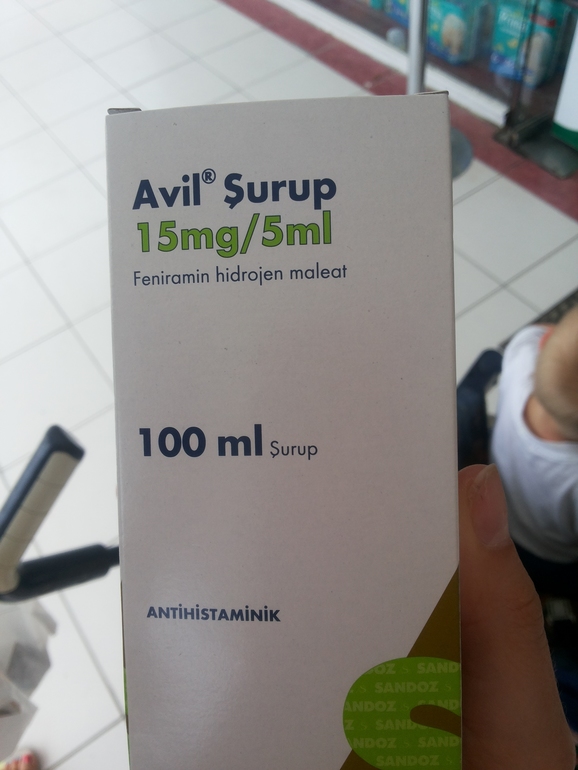 Avil® Şurup
15mg/5ml
Feniramin hidrojen maleat
100 ml Şurup
ANTİHİSTAMİNİK
SANDOZ